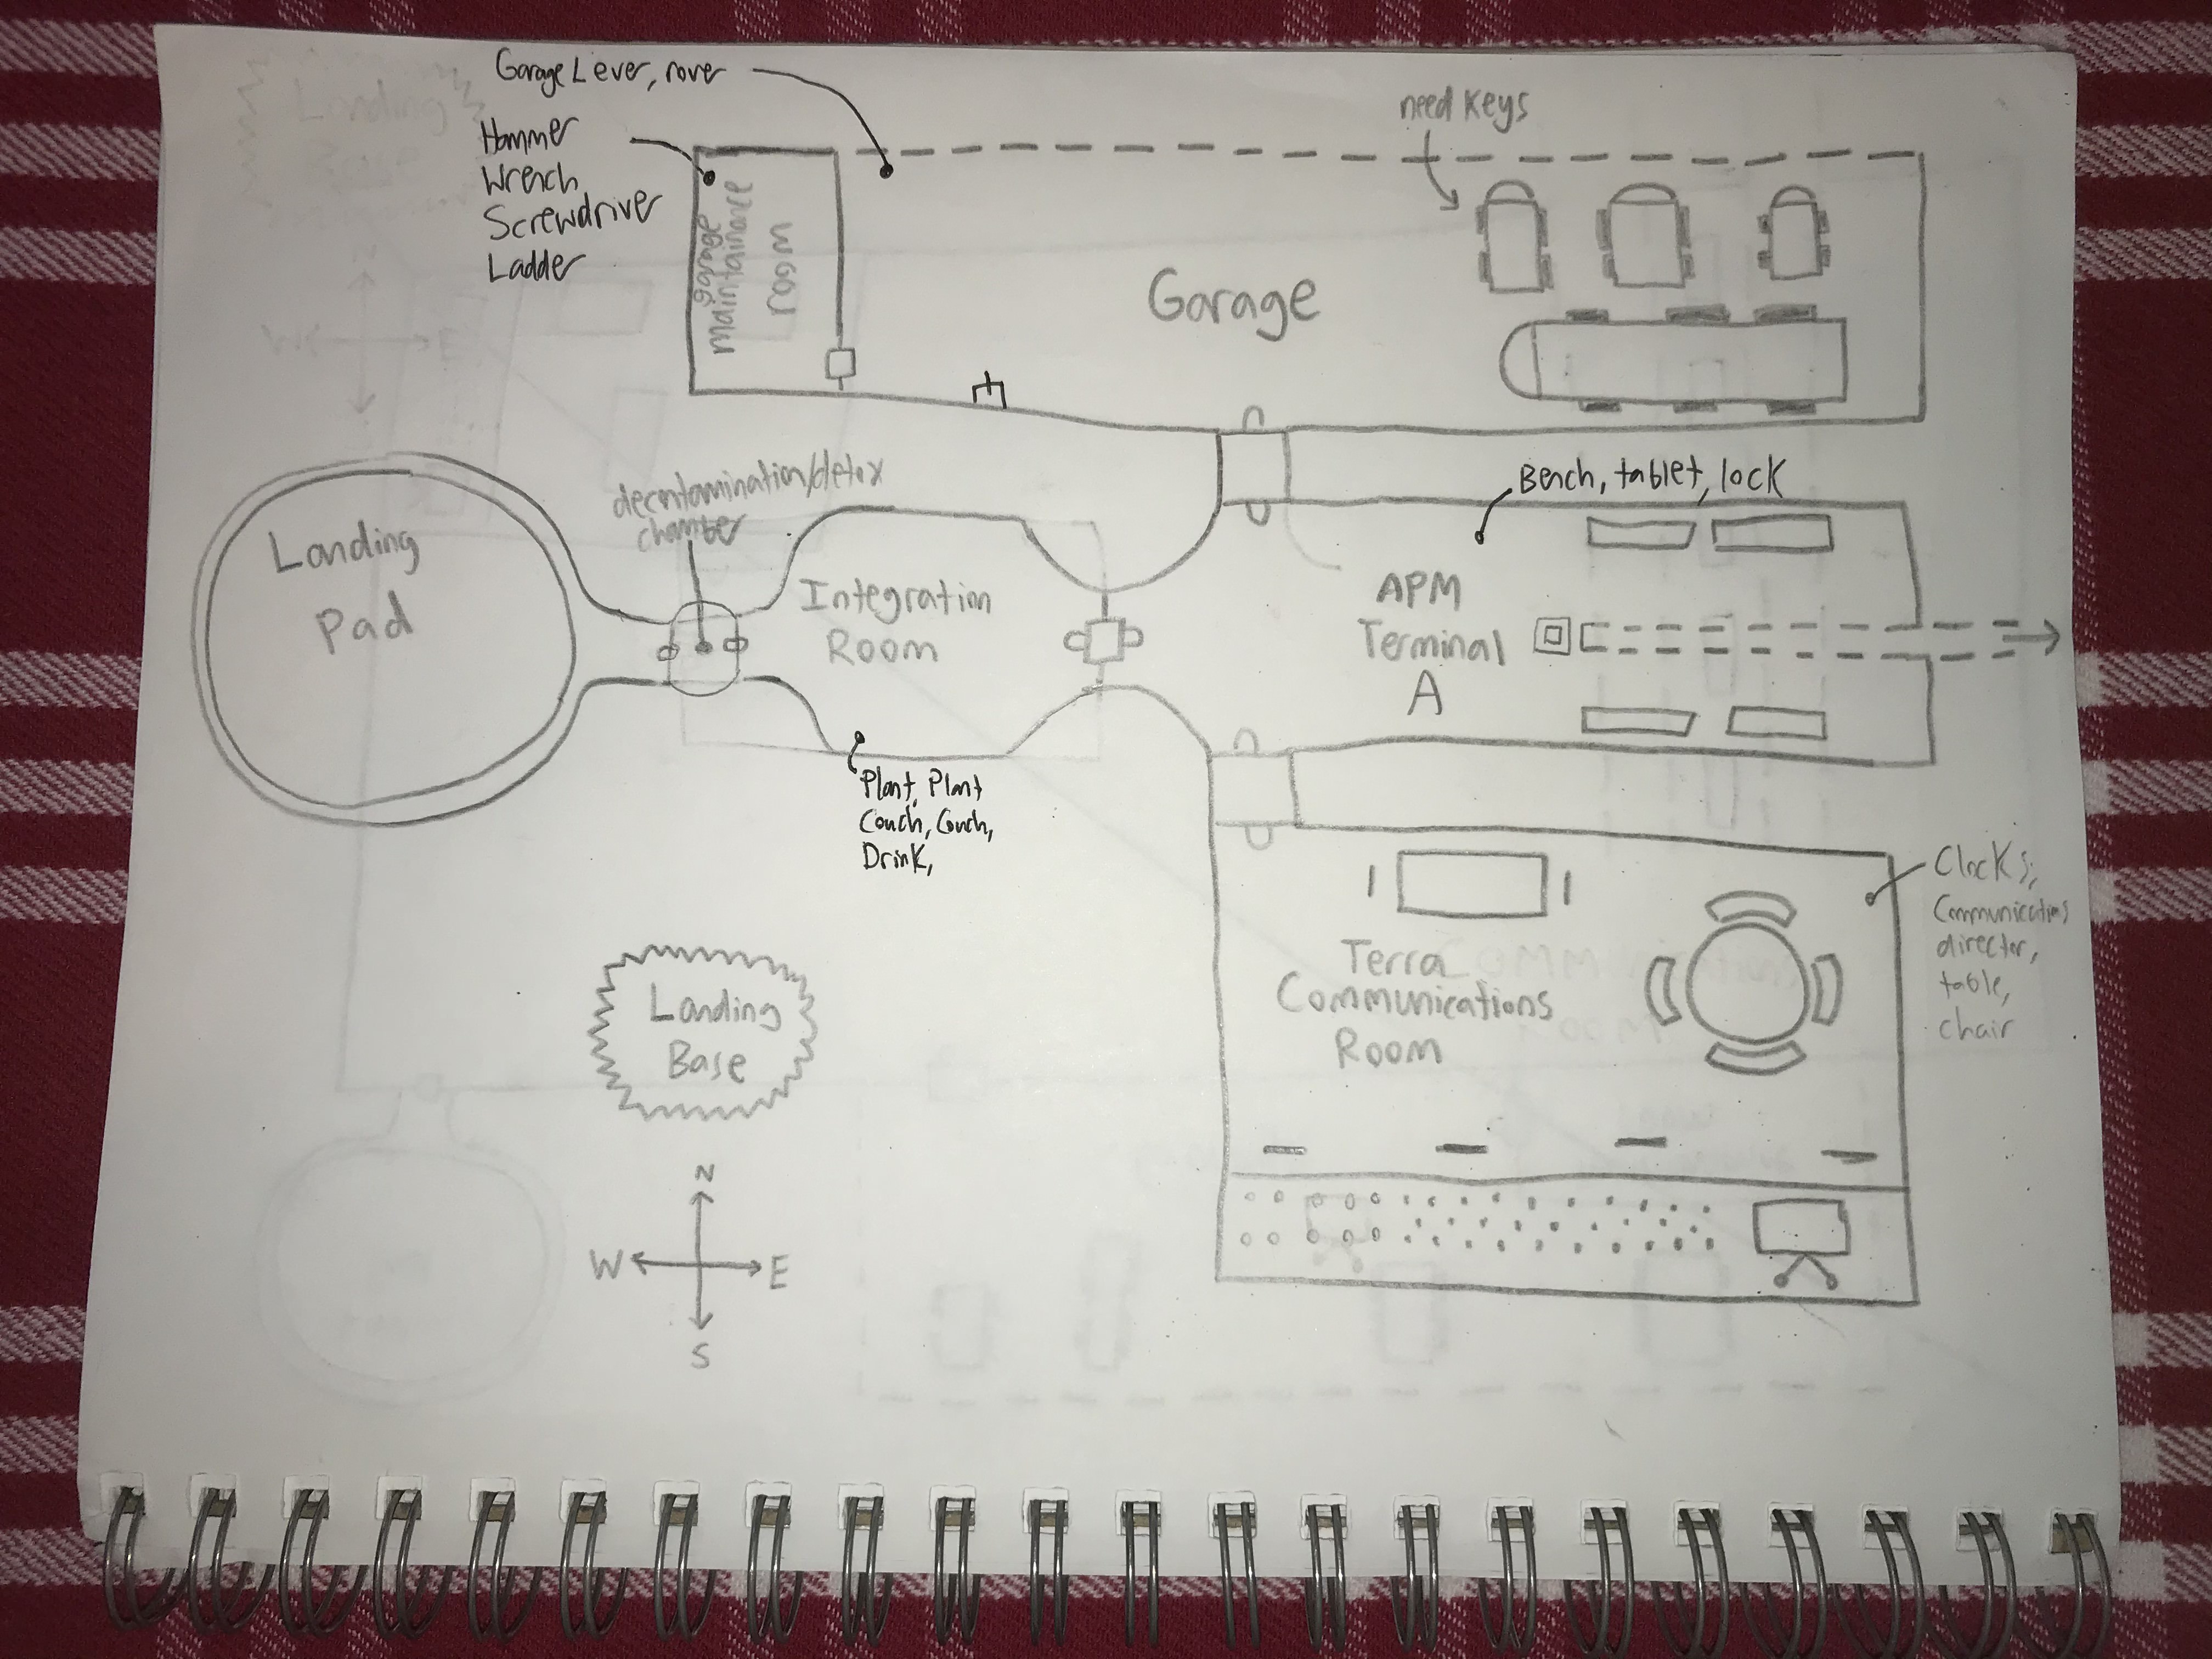 Garage Lever, rover
Hammer
Wrench
Screwdriver
Ladder
garage
maintainance
room
need keys
Garage
decontamination/detox
chamber
Bench, tablet, lock
Landing
Pad
Integration
Room
APM
Terminal
A
Plant, Plant
Couch, Couch,
Drink,
Clocks,
Communications
director,
table,
chair
Terra
Communications
Room
Landing
Base
N
W
E
S